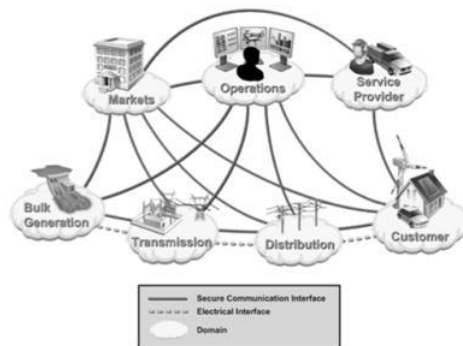 Markets
Operations
Service
Provider
Bulk
Generation
Transmission
Distribution
Customer
Secure Communication Interface
Electrical Interface
Domain